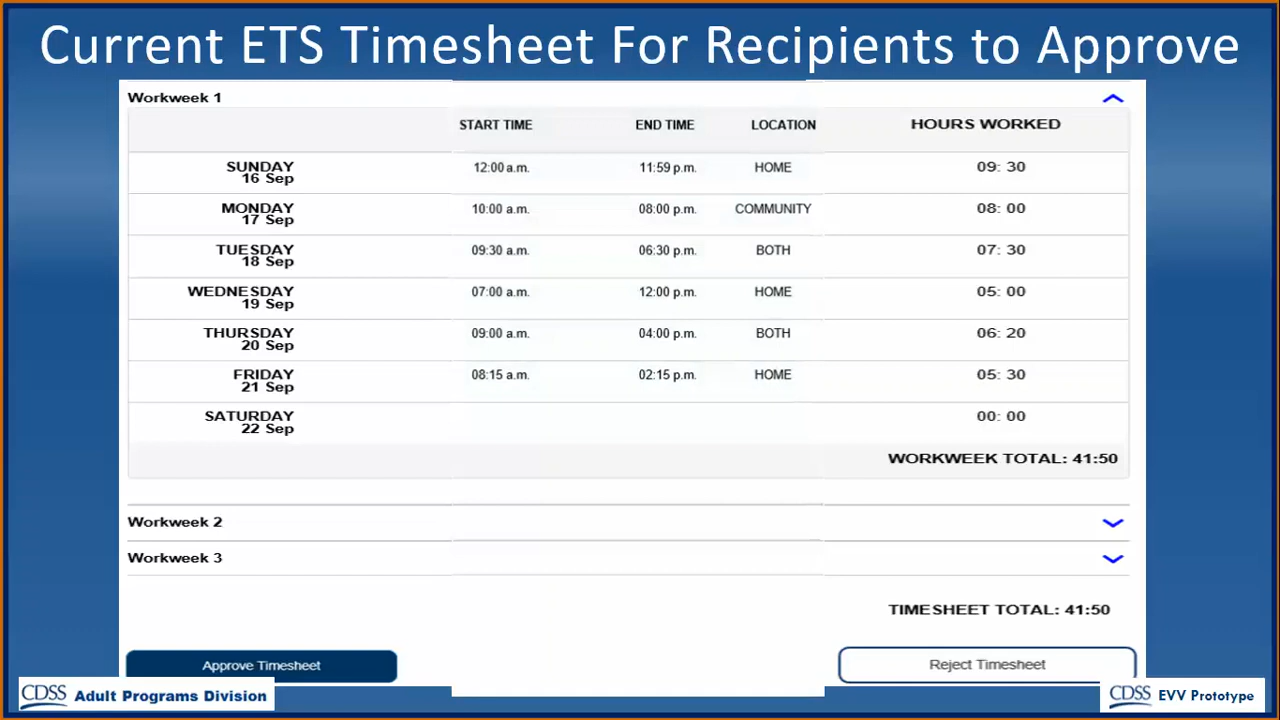 Current ETS Timesheet For Recipients to Approve
Workweek 1
START TIME END TIME LOCATION HOURS WORKED
SUNDAY 12:00 a.m. 11:59 p.m. HOME 09: 30
16 Sep
MONDAY 10:00 a.m. 08:00 p.m. COMMUNITY 08: 00
17 Sep
TUESDAY 09:30 a.m. 06:30 p.m. BOTH 07: 30
18 Sep
WEDNESDAY 07:00 a.m. 12:00 p.m. HOME 05: 00
19 Sep
THURSDAY 09:00 a.m. 04:00 p.m. BOTH 06: 20
20 Sep
FRIDAY 08:15 a.m. 02:15 p.m. HOME 05: 30
21 Sep
SATURDAY 00: 00
22 Sep
WORKWEEK TOTAL: 41:50
Workweek 2
Workweek 3
TIMESHEET TOTAL: 41:50
Approve Timesheet Reject Timesheet
CDSS Adult Programs Division CDSS EVV Prototype